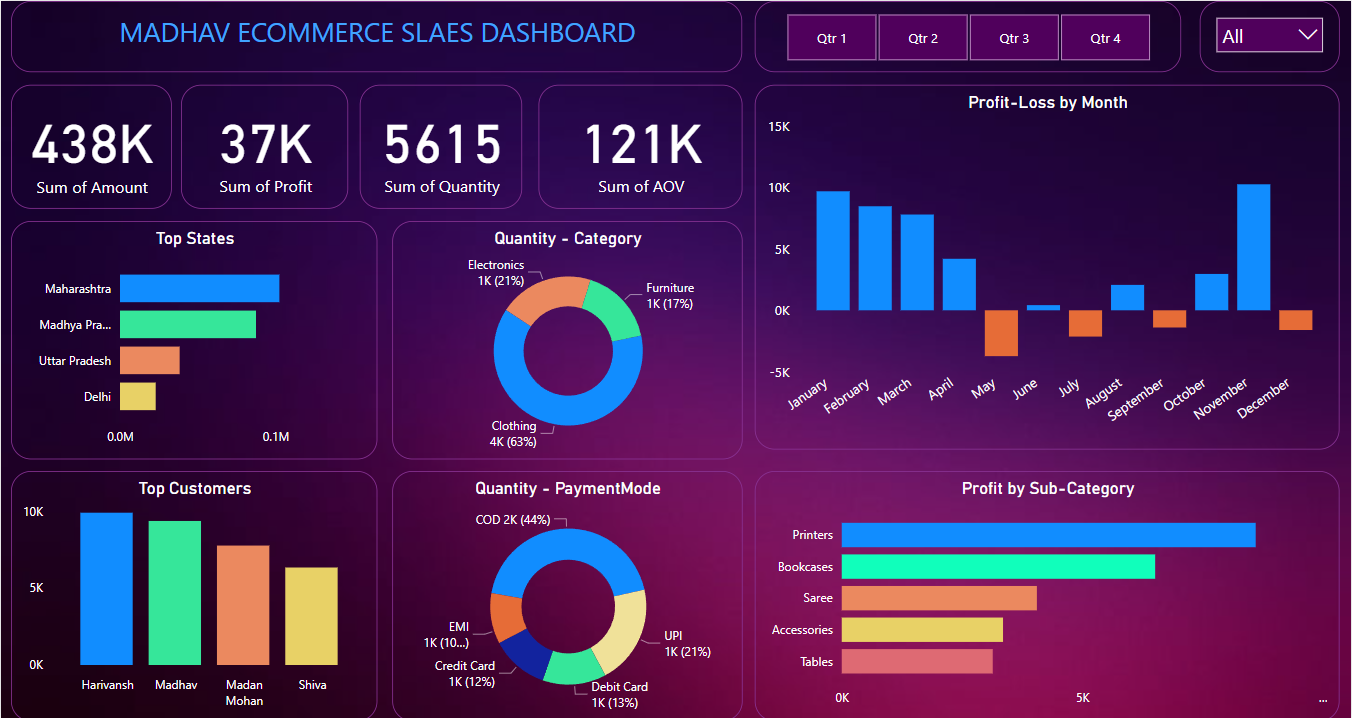 MADHAV ECOMMERCE SLAES DASHBOARD
Qtr 1
Qtr 2
Qtr 3
Qtr 4
All
438K
Sum of Amount
37K
Sum of Profit
5615
Sum of Quantity
121K
Sum of AOV
Profit-Loss by Month
15K
10K
5K
0K
-5K
January
February
March
April
May
June
July
August
September
October
November
December
Top States
Maharashtra
Madhya Pra...
Uttar Pradesh
Delhi
0.0M
0.1M
Quantity - Category
Electronics
1K (21%)
Furniture
1K (17%)
Clothing
4K (63%)
Top Customers
10K
5K
0K
Harivansh
Madhav
Madan
Mohan
Shiva
Quantity - PaymentMode
COD 2K (44%)
EMI
1K (10...)
Credit Card
1K (12%)
Debit Card
1K (13%)
UPI
1K (21%)
Profit by Sub-Category
Printers
Bookcases
Saree
Accessories
Tables
0K
5K
...